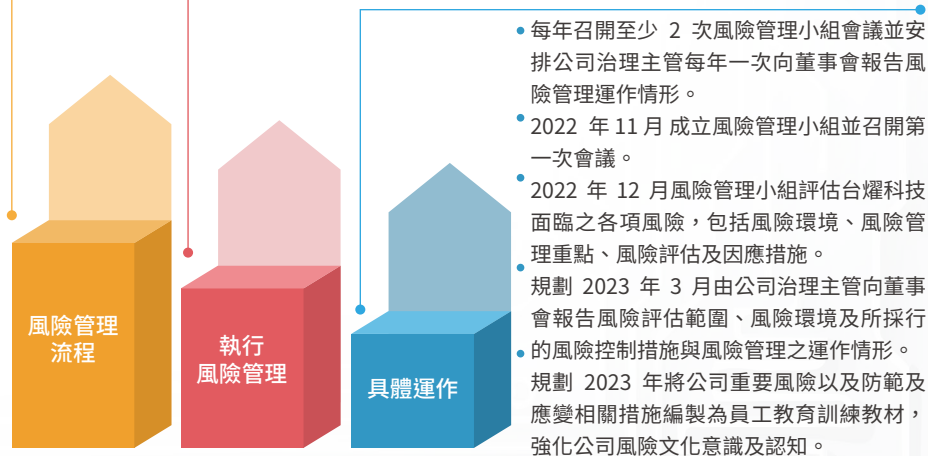 每年召開至少 2 次風險管理小組會議並安
排公司治理主管每年一次向董事會報告風
險管理運作情形。
2022 年 11 月 成立風險管理小組並召開第
一次會議。
2022 年 12 月風險管理小組評估台燿科技
面臨之各項風險，包括風險環境、風險管
理重點、風險評估及因應措施。
規劃 2023 年 3 月由公司治理主管向董事
會報告風險評估範圍、風險環境及所採行
的風險控制措施與風險管理之運作情形。
規劃 2023 年將公司重要風險以及防範及
應變相關措施編製為員工教育訓練教材，
強化公司風險文化意識及認知。
風險管理
流程
執行
風險管理
具體運作